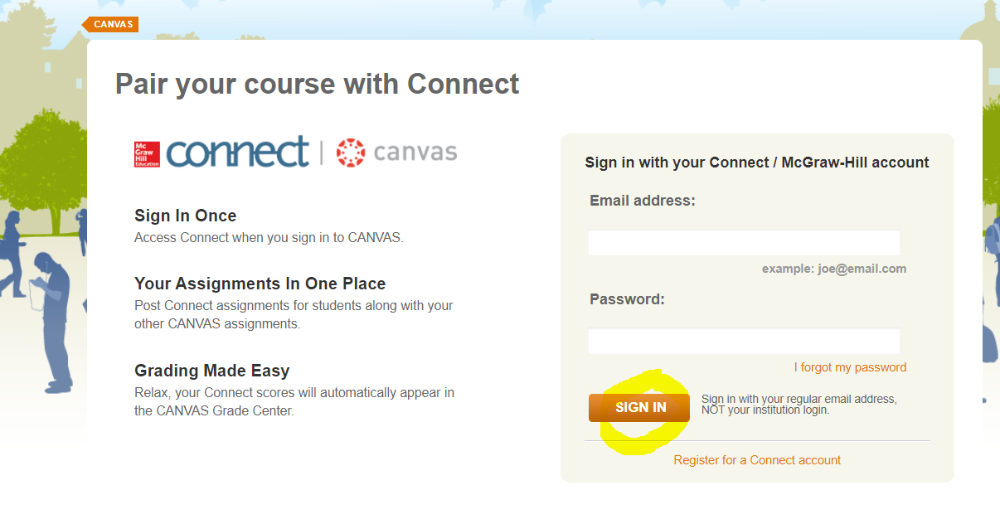 CANVAS
Pair your course with Connect
Mc
Graw
Hill
Education
connect | canvas
Sign In Once
Access Connect when you sign in to CANVAS.
Your Assignments In One Place
Post Connect assignments for students along with your
other CANVAS assignments.
Grading Made Easy
Relax, your Connect scores will automatically appear in
the CANVAS Grade Center.
Sign in with your Connect / McGraw-Hill account
Email address:
example: joe@email.com
Password:
I forgot my password
SIGN IN
Sign in with your regular email address,
NOT your institution login.
Register for a Connect account